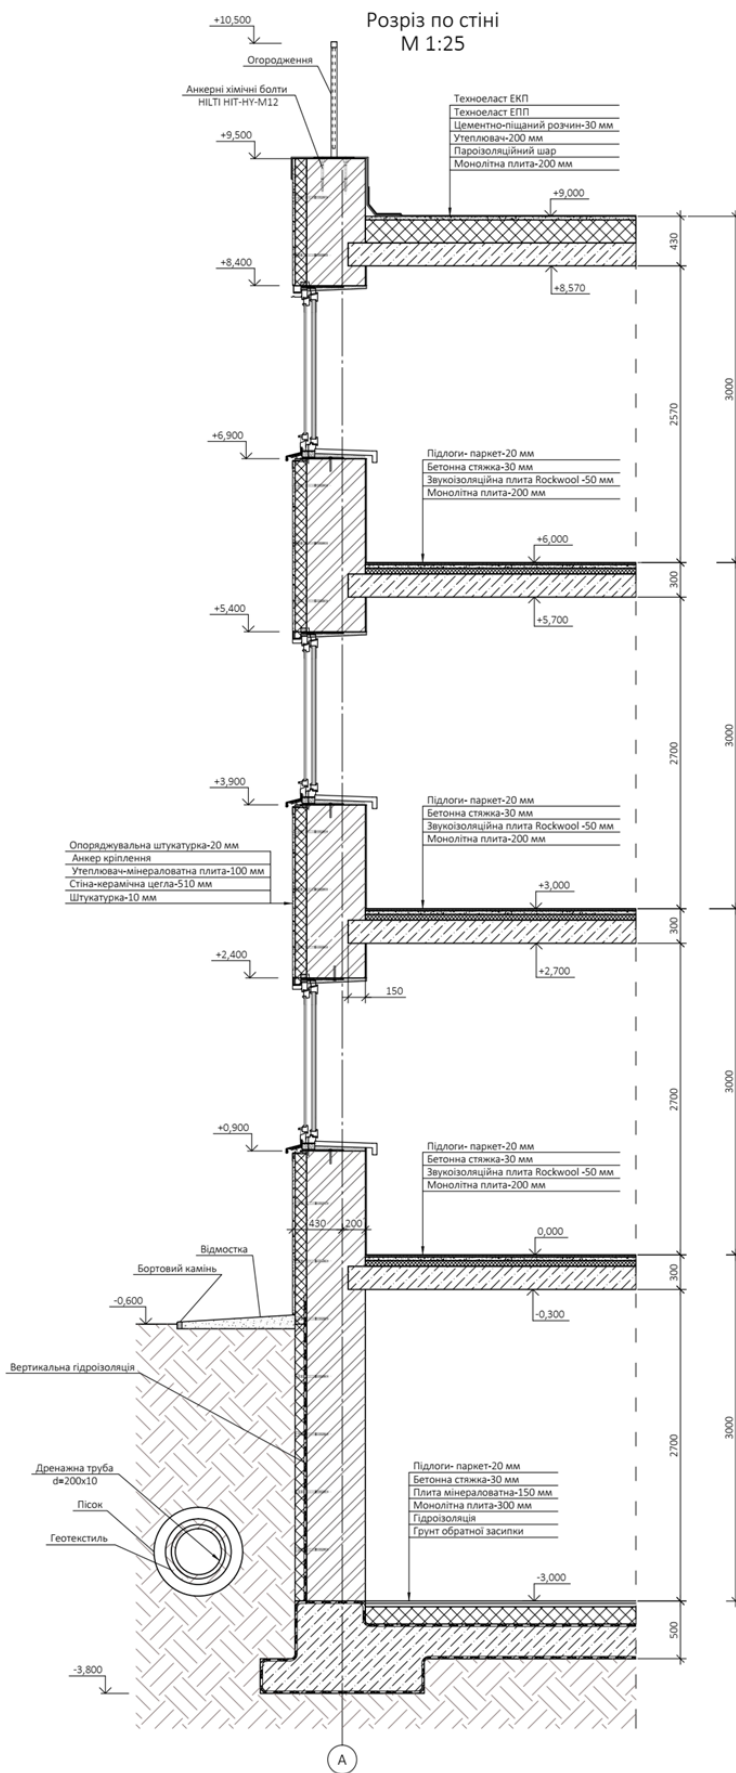 Розріз по стіні
М 1:25
+10,500
Огородження
Анкерні хімічні болти
HILTI HIT-HY-M12
+9,500
Техноеласт ЕКП
Техноеласт ЕПП
Цементно-піщаний розчин-30 мм
Утеплювач-200 мм
Пароізоляційний шар
Монолітна плита-200 мм
+9,000
430
+8,400
+8,570
2570
3000
+6,900
Підлоги- паркет-20 мм
Бетонна стяжка-30 мм
Звукоізоляційна плита Rockwool -50 мм
Монолітна плита-200 мм
+6,000
300
+5,400
+5,700
2700
3000
+3,900
Підлоги- паркет-20 мм
Бетонна стяжка-30 мм
Звукоізоляційна плита Rockwool -50 мм
Монолітна плита-200 мм
Опоряджувальна штукатурка-20 мм
Анкер кріплення
Утеплювач-мінераловатна плита-100 мм
Стіна-керамічна цегла-510 мм
Штукатурка-10 мм
+3,000
300
+2,400
+2,700
150
2700
3000
+0,900
Підлоги- паркет-20 мм
Бетонна стяжка-30 мм
Звукоізоляційна плита Rockwool -50 мм
Монолітна плита-200 мм
430
200
0,000
Відмостка
Бортовий камінь
300
-0,600
-0,300
Вертикальна гідроізоляція
2700
3000
Дренажна труба
d=200x10
Пісок
Геотекстиль
Підлоги- паркет-20 мм
Бетонна стяжка-30 мм
Плита мінераловатна-150 мм
Монолітна плита-300 мм
Гідроізоляція
Грунт обратної засипки
-3,000
500
-3,800
А